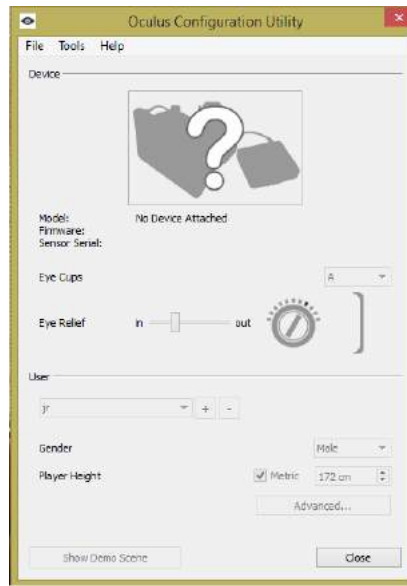 Oculus Configuration Utility
File Tools Help
Device
?
Model: No Device Attached
Firmware:
Sensor Serial:
Eye Cups A
Eye Relief in out
User
jr + -
Gender Male
Player Height Metric 172 cm
Advanced...
Show Demo Scene Close